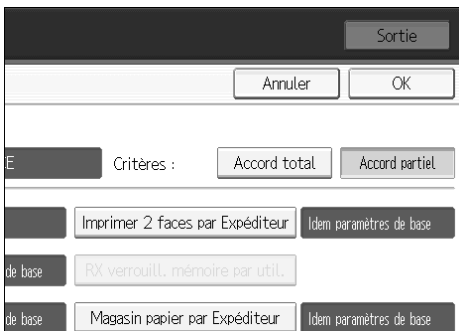 Sortie
Annuler OK
E Critères : Accord total Accord partiel
Imprimer 2 faces par Expéditeur Idem paramètres de base
de base RX verrouill. mémoire par util.
de base Magasin papier par Expéditeur Idem paramètres de base